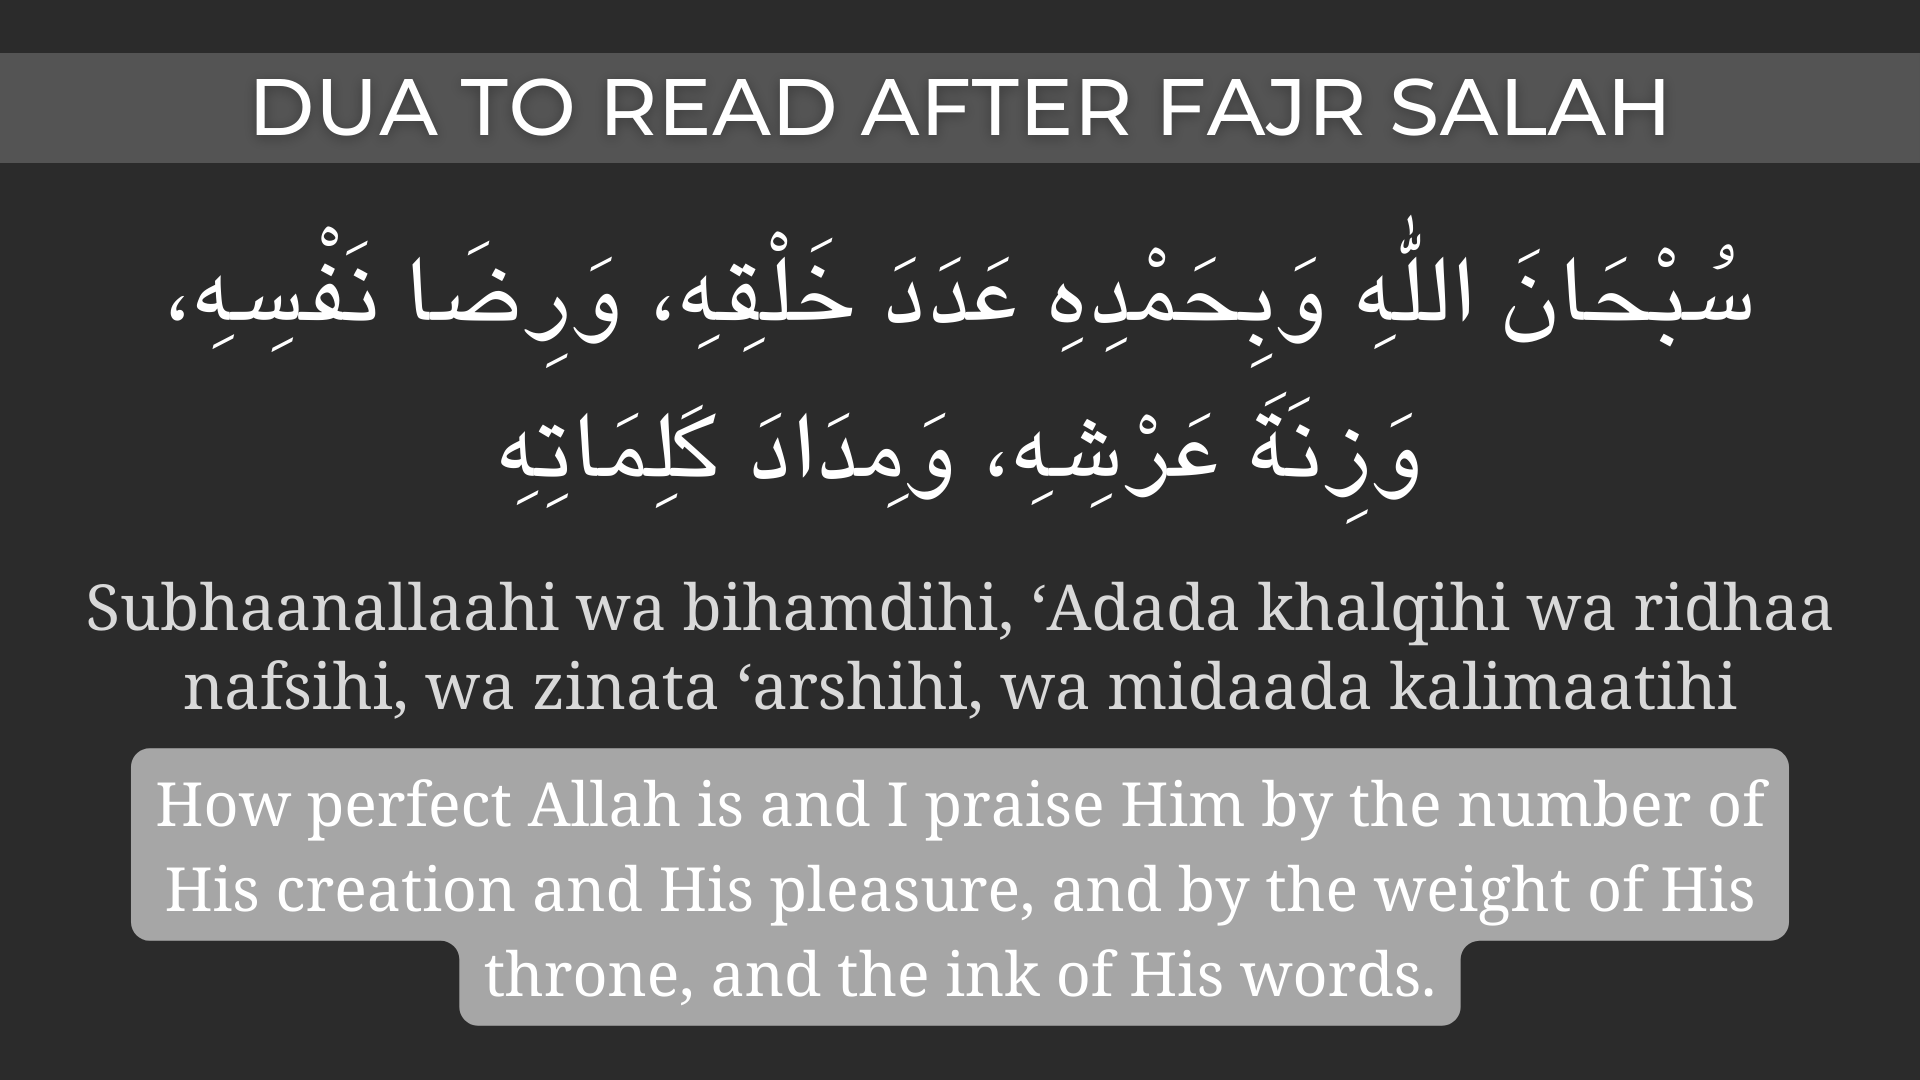 DUA TO READ AFTER FAJR SALAH
سُبْحَانَ اللّٰهِ وَبِحَمْدِهِ عَدَدَ خَلْقِهِ، وَرِضَا نَفْسِهِ،
وَزِنَةَ عَرْشِهِ، وَمِدَادَ كَلِمَاتِهِ
Subhaanallaahi wa bihamdihi, ‘Adada khalqihi wa ridhaa
nafsihi, wa zinata ‘arshihi, wa midaada kalimaatihi
How perfect Allah is and I praise Him by the number of
His creation and His pleasure, and by the weight of His
throne, and the ink of His words.